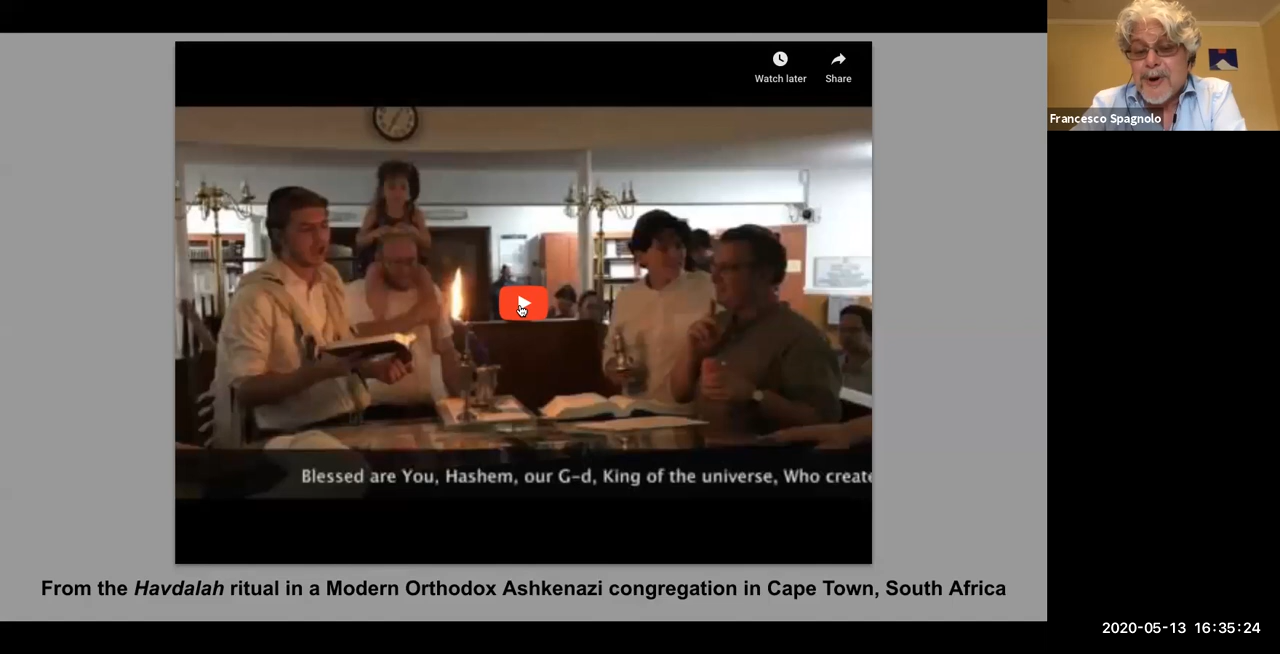 Watch later
Share
Francesco Spagnolo
Blessed are You, Hashem, our G-d, King of the universe, Who create
From the Havdalah ritual in a Modern Orthodox Ashkenazi congregation in Cape Town, South Africa
2020-05-13 16:35:24